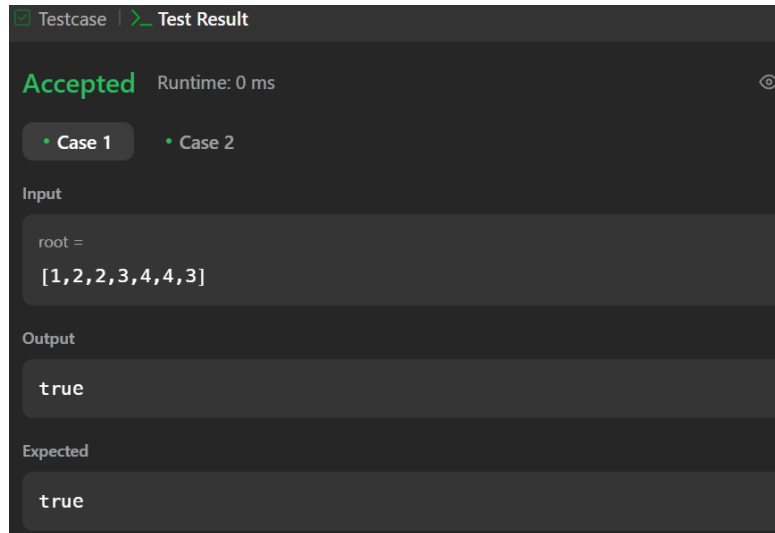 Testcase | >_ Test Result
Accepted Runtime: 0 ms
• Case 1 • Case 2
Input
root =
[1,2,2,3,4,4,3]
Output
true
Expected
true